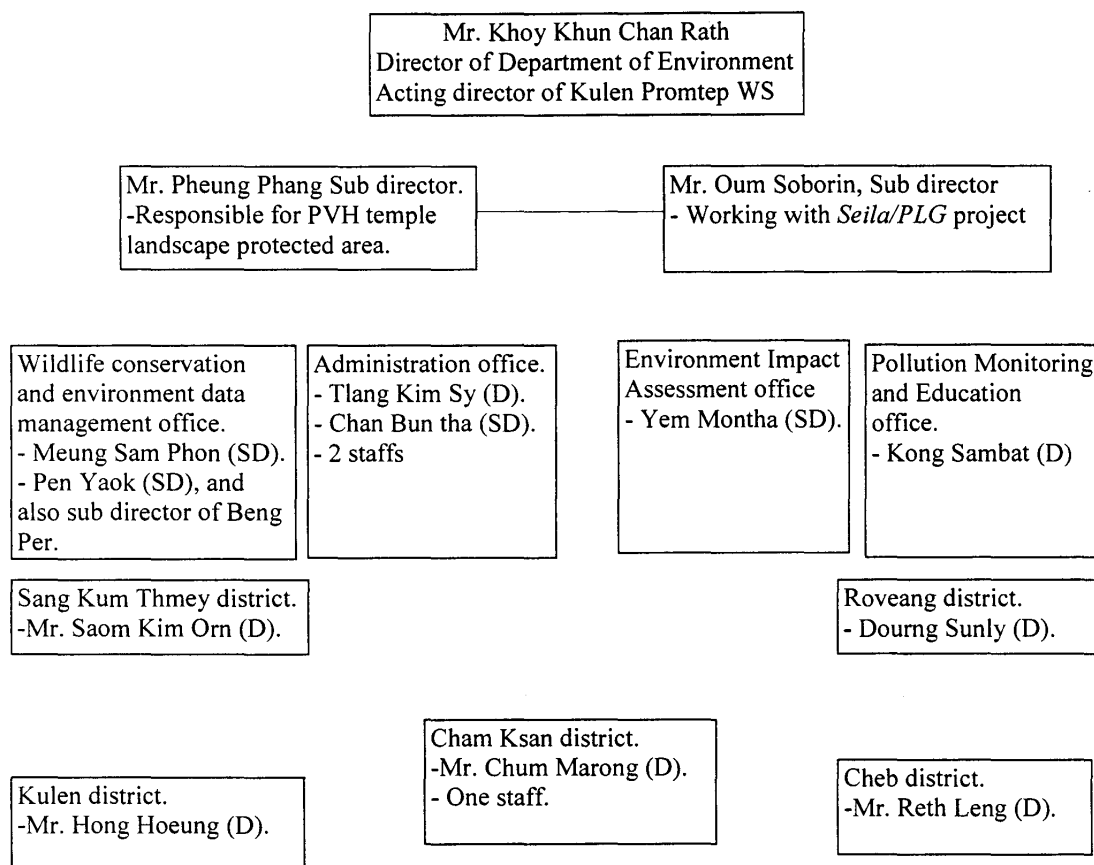 Mr. Khoy Khun Chan Rath
Director of Department of Environment
Acting director of Kulen Promtep WS
Mr. Pheung Phang Sub director.
-Responsible for PVH temple
landscape protected area.
Mr. Oum Soborin, Sub director
- Working with Seila/PLG project
Wildlife conservation
and environment data
management office.
- Meung Sam Phon (SD).
- Pen Yaok (SD), and
also sub director of Beng
Per.
Administration office.
- Tlang Kim Sy (D).
- Chan Bun tha (SD).
- 2 staffs
Environment Impact
Assessment office
- Yem Montha (SD).
Pollution Monitoring
and Education
office.
- Kong Sambat (D)
Sang Kum Thmey district.
-Mr. Saom Kim Orn (D).
Roveang district.
- Dourng Sunly (D).
Kulen district.
-Mr. Hong Hoeung (D).
Cham Ksan district.
-Mr. Chum Marong (D).
- One staff.
Cheb district.
-Mr. Reth Leng (D).